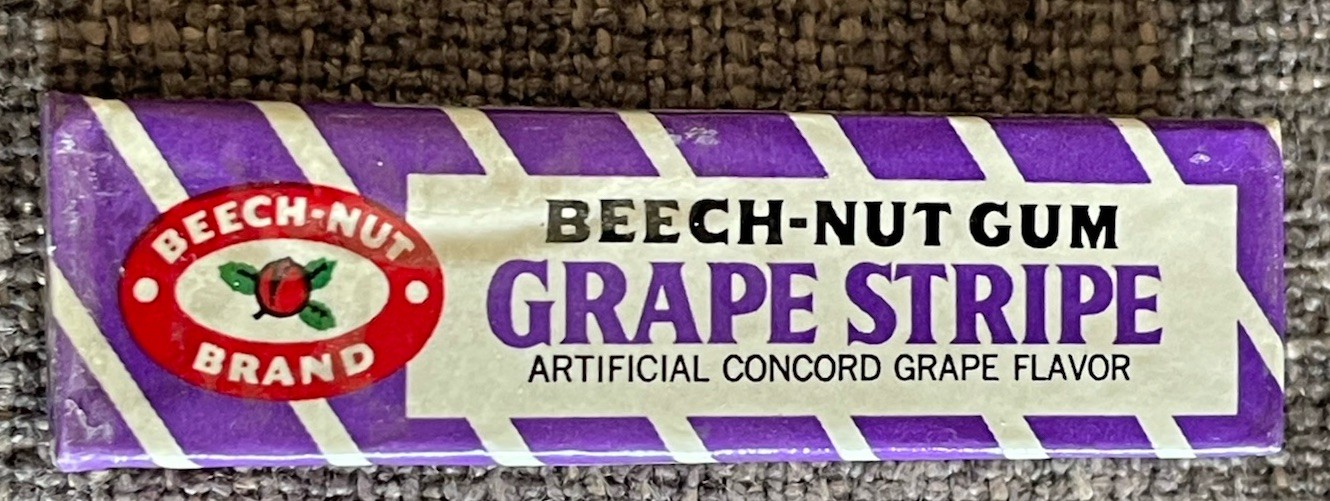 BEECH-NUT
BRAND
BEECH-NUT GUM
GRAPE STRIPE
ARTIFICIAL CONCORD GRAPE FLAVOR